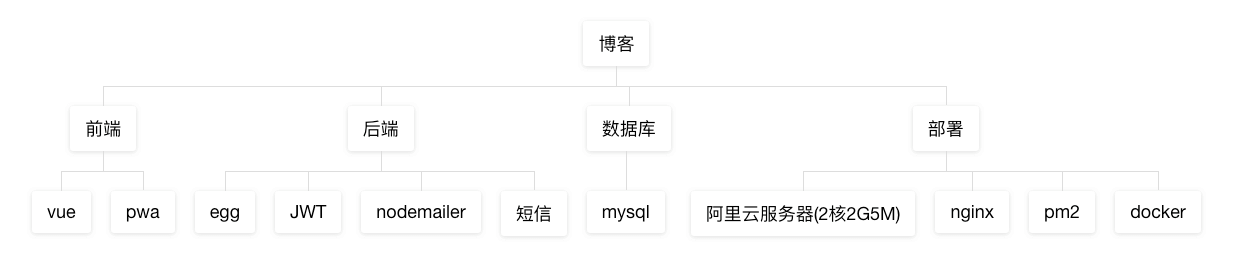 博客
前端
后端
数据库
部署
vue
pwa
egg
JWT
nodemailer
短信
mysql
阿里云服务器(2核2G5M)
nginx
pm2
docker